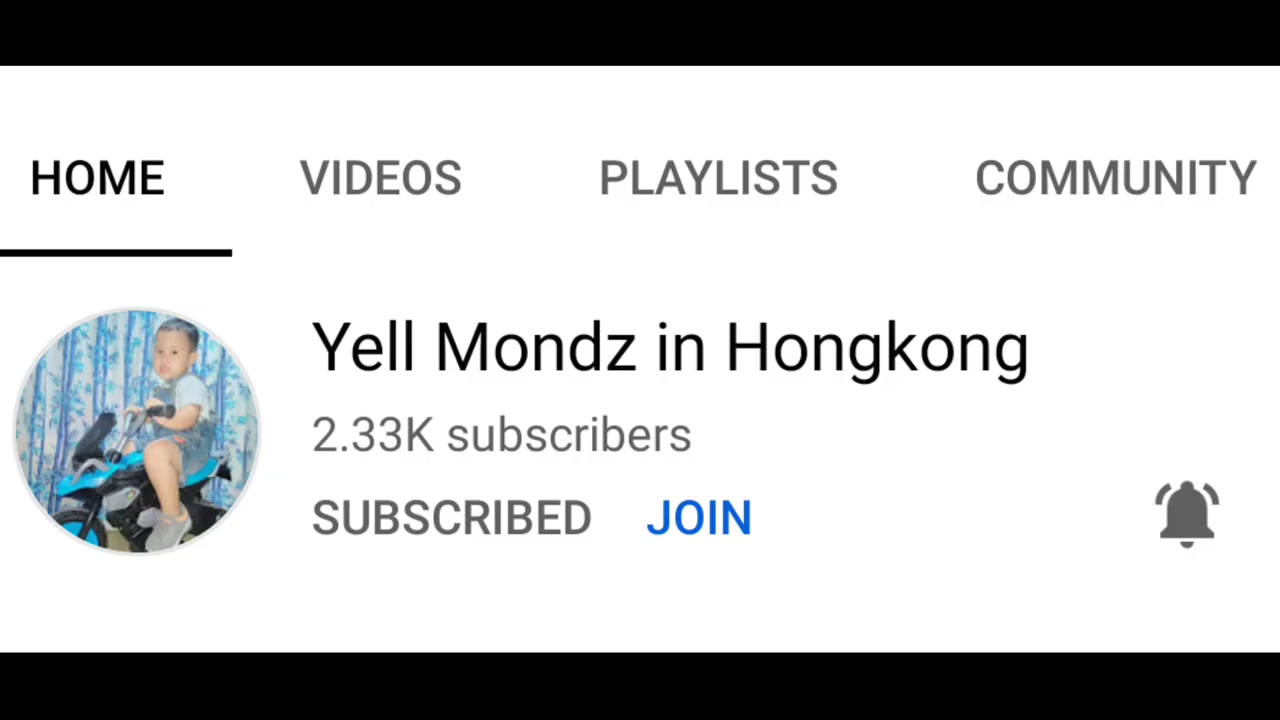 HOME VIDEOS PLAYLISTS COMMUNITY
Yell Mondz in Hongkong
2.33K subscribers
SUBSCRIBED JOIN